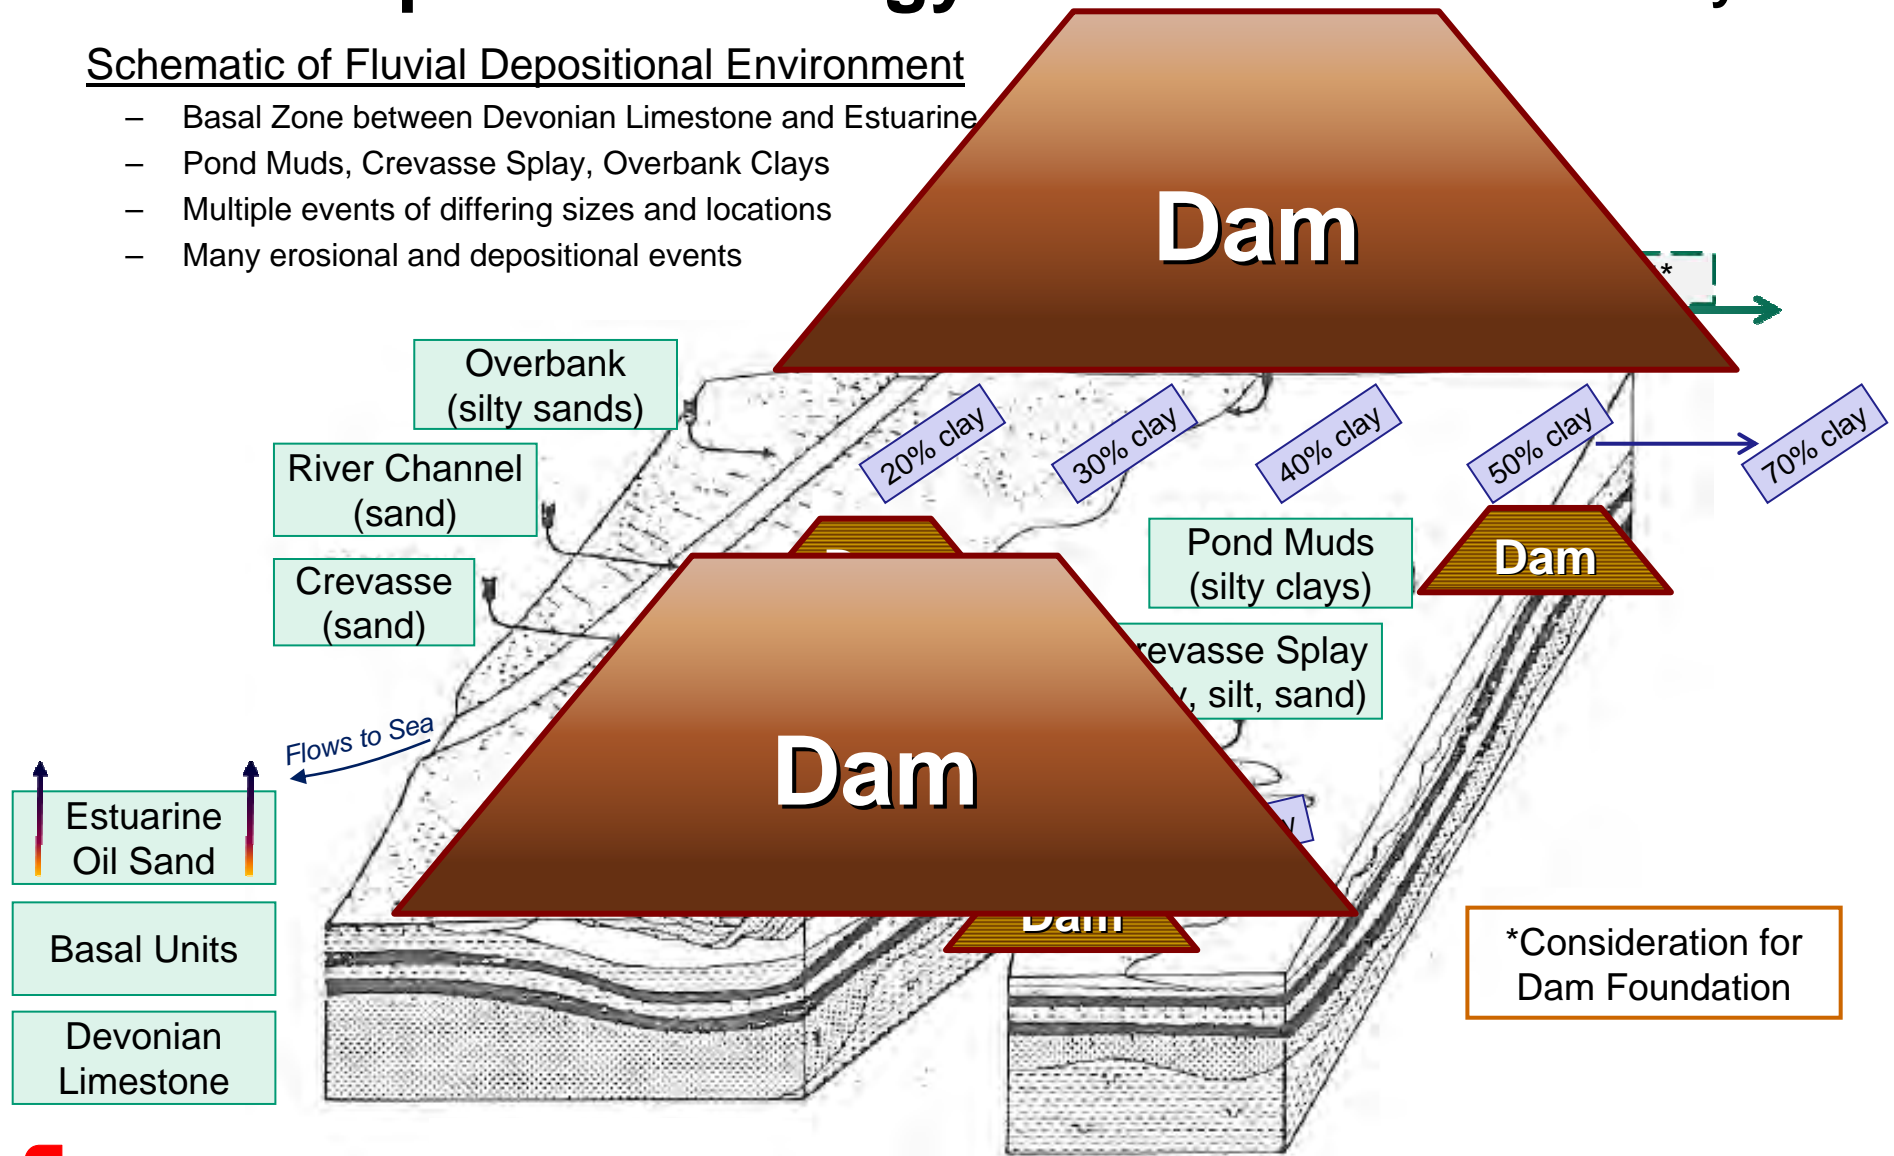 Schematic of Fluvial Depositional Environment
– Basal Zone between Devonian Limestone and Estuarine
– Pond Muds, Crevasse Splay, Overbank Clays
– Multiple events of differing sizes and locations
– Many erosional and depositional events
Dam
*
Overbank
(silty sands)
20% clay
30% clay
40% clay
50% clay
70% clay
River Channel
(sand)
Pond Muds
(silty clays)
Dam
Crevasse
(sand)
Splay
silt, sand)
Flows to Sea
Dam
Estuarine
Oil Sand
Dam
Basal Units
*Consideration for
Dam Foundation
Devonian
Limestone